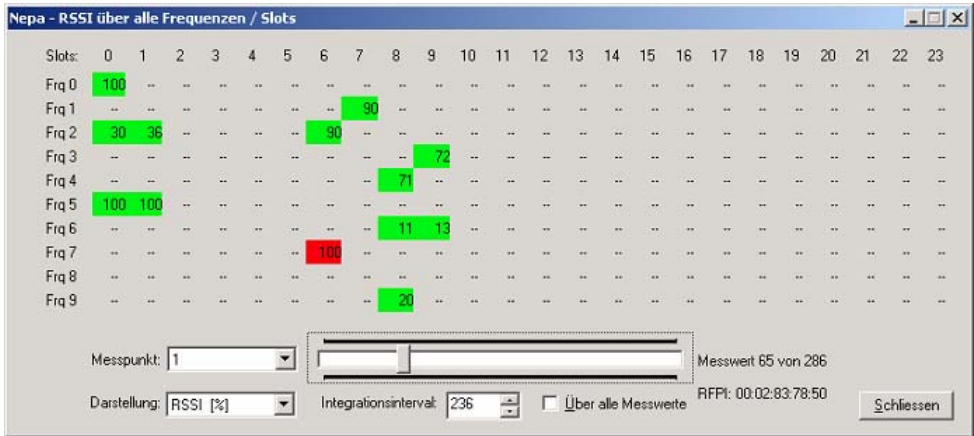 Nepa - RSSI über alle Frequenzen / Slots
Slots: 0 1 2 3 4 5 6 7 8 9 10 11 12 13 14 15 16 17 18 19 20 21 22 23
Frq 0 100 -- -- -- -- -- -- -- -- -- -- -- -- -- -- -- -- -- -- -- -- -- -- --
Frq 1 -- -- -- -- -- -- -- 90 -- -- -- -- -- -- -- -- -- -- -- -- -- -- -- --
Frq 2 30 36 -- -- -- -- 90 -- -- -- -- -- -- -- -- -- -- -- -- -- -- -- -- --
Frq 3 -- -- -- -- -- -- -- -- -- 72 -- -- -- -- -- -- -- -- -- -- -- -- -- --
Frq 4 -- -- -- -- -- -- -- -- 71 -- -- -- -- -- -- -- -- -- -- -- -- -- -- --
Frq 5 100 100 -- -- -- -- -- -- -- -- -- -- -- -- -- -- -- -- -- -- -- -- -- --
Frq 6 -- -- -- -- -- -- -- -- 11 13 -- -- -- -- -- -- -- -- -- -- -- -- -- --
Frq 7 -- -- -- -- -- -- 100 -- -- -- -- -- -- -- -- -- -- -- -- -- -- -- -- --
Frq 8 -- -- -- -- -- -- -- -- -- -- -- -- -- -- -- -- -- -- -- -- -- -- -- --
Frq 9 -- -- -- -- -- -- -- -- 20 -- -- -- -- -- -- -- -- -- -- -- -- -- -- --
Messpunkt: 1 Messwert 65 von 286
Darstellung: RSSI [%] Integrationsinterval: 236 Über alle Messwerte RFPI: 00:02:83:78:50 Schliessen